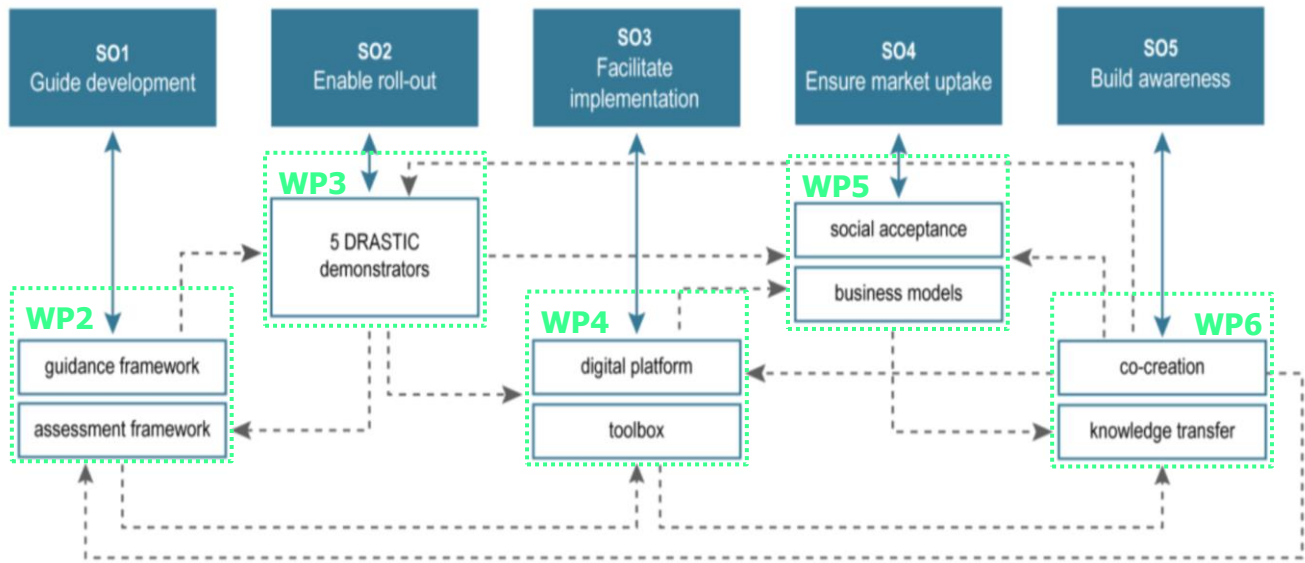 SO1
Guide development
SO2
Enable roll-out
SO3
Facilitate
implementation
SO4
Ensure market uptake
SO5
Build awareness
WP2
guidance framework
assessment framework
WP3
5 DRASTIC
demonstrators
WP4
digital platform
toolbox
WP5
social acceptance
business models
WP6
co-creation
knowledge transfer